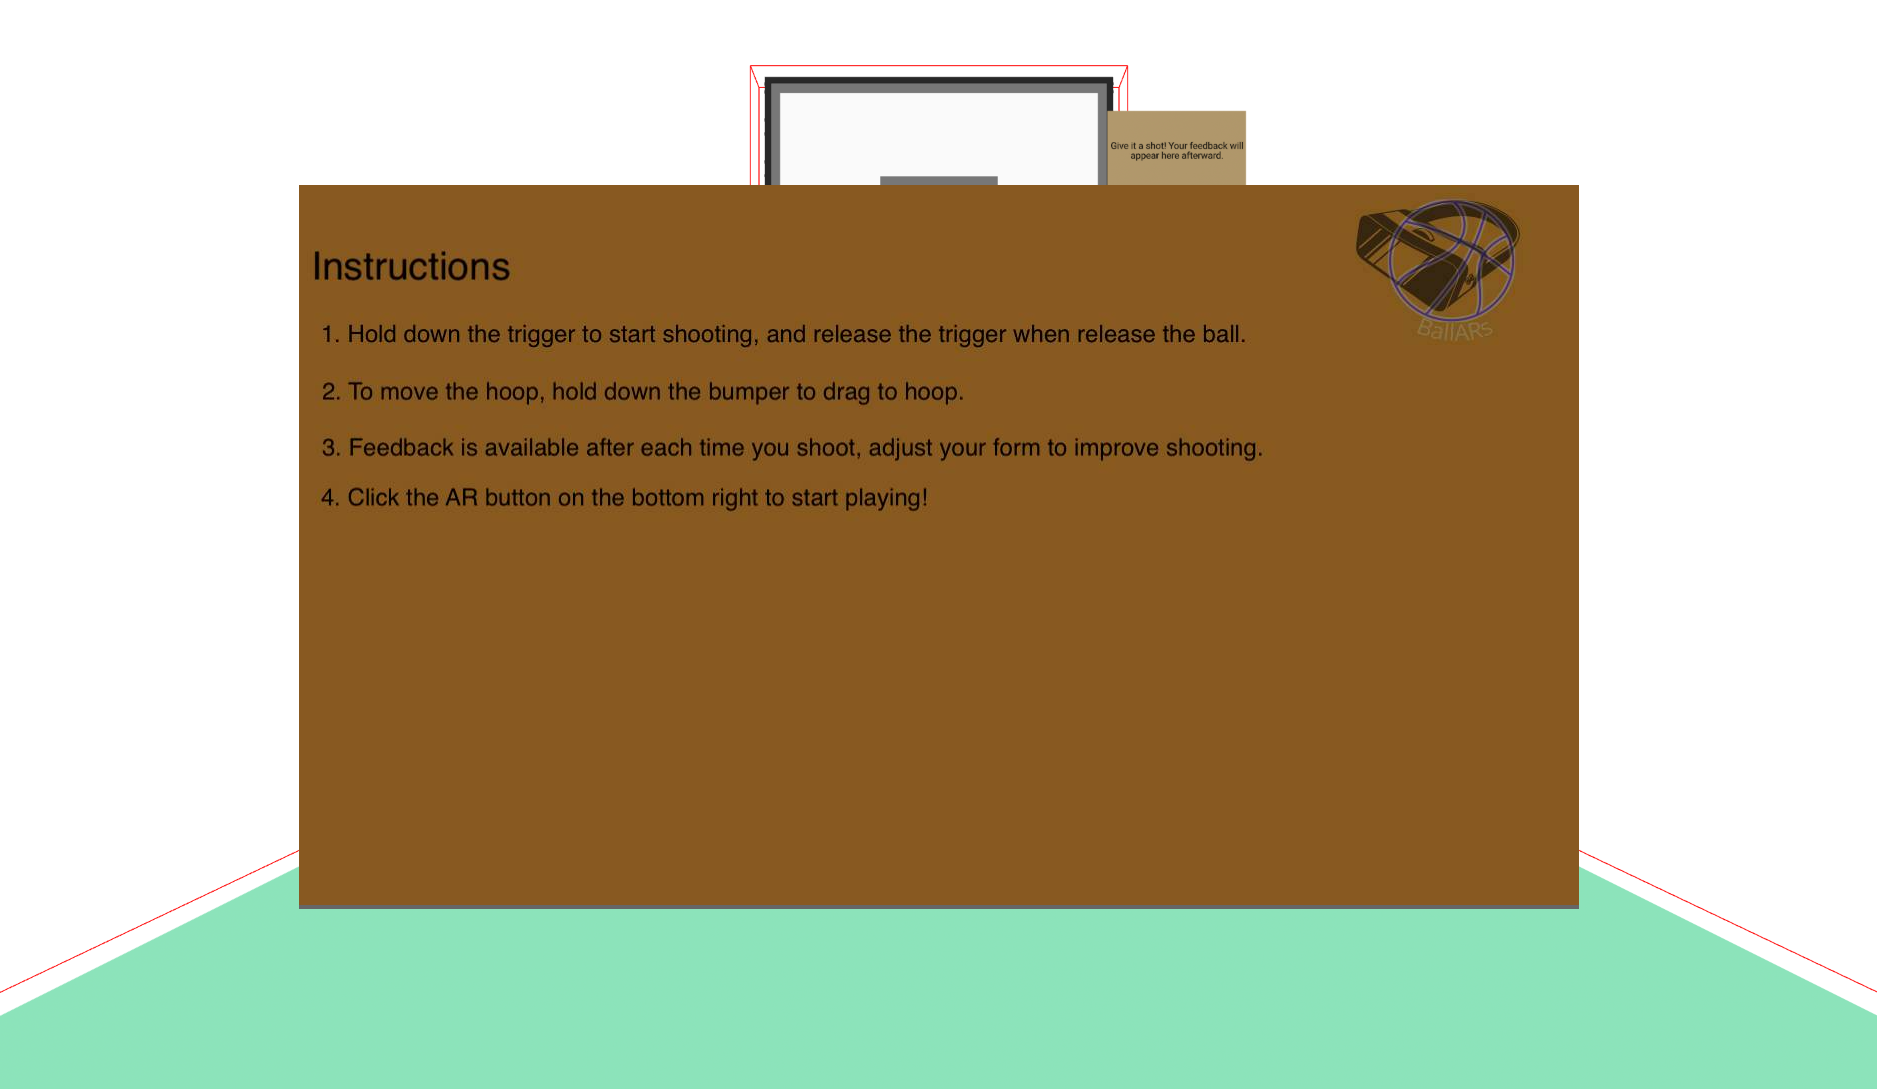 Give it a shot! Your feedback will
appear here afterward.
BallARs
Instructions
1. Hold down the trigger to start shooting, and release the trigger when release the ball.
2. To move the hoop, hold down the bumper to drag to hoop.
3. Feedback is available after each time you shoot, adjust your form to improve shooting.
4. Click the AR button on the bottom right to start playing!